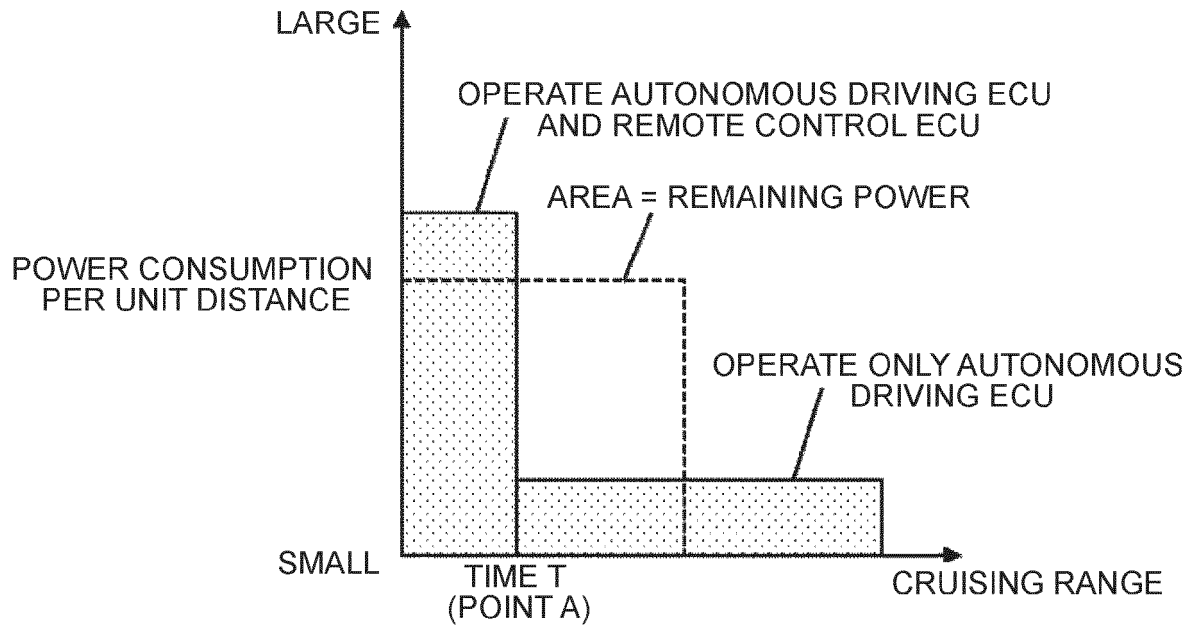 LARGE
OPERATE AUTONOMOUS DRIVING ECU
AND REMOTE CONTROL ECU
AREA = REMAINING POWER
POWER CONSUMPTION
PER UNIT DISTANCE
OPERATE ONLY AUTONOMOUS
DRIVING ECU
SMALL
TIME T
(POINT A)
CRUISING RANGE